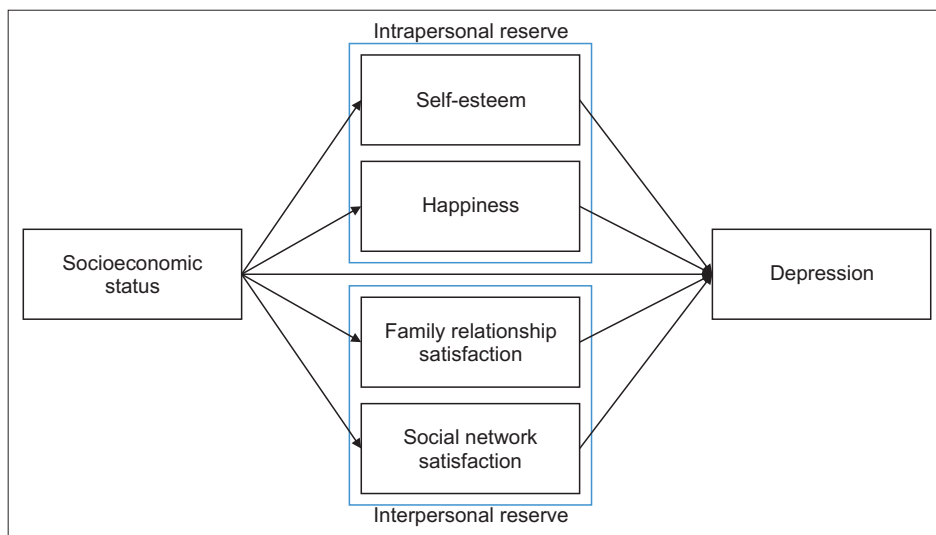 Intrapersonal reserve
Self-esteem
Happiness
Socioeconomic
status
Depression
Family relationship
satisfaction
Social network
satisfaction
Interpersonal reserve